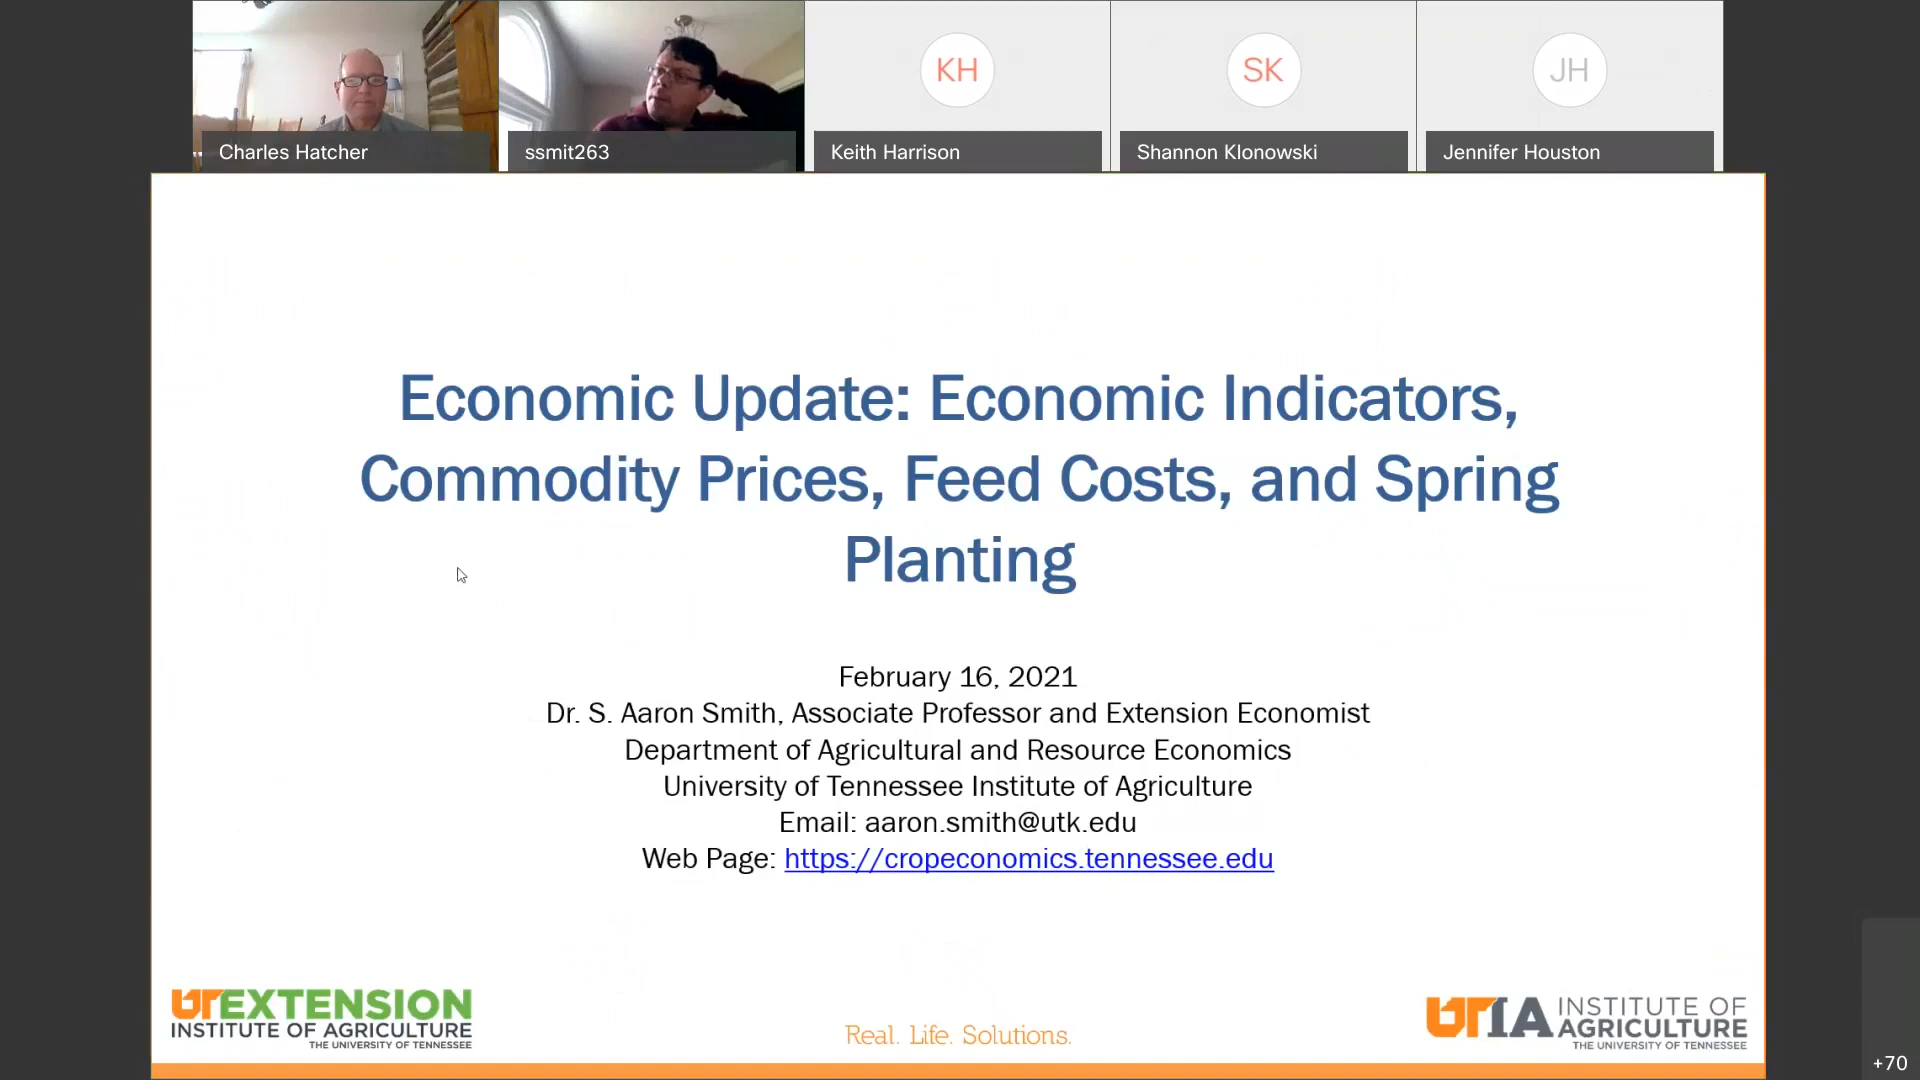 KH
SK
JH
Charles Hatcher
ssmit263
Keith Harrison
Shannon Klonowski
Jennifer Houston
Economic Update: Economic Indicators,
Commodity Prices, Feed Costs, and Spring
Planting
February 16, 2021
Dr. S. Aaron Smith, Associate Professor and Extension Economist
Department of Agricultural and Resource Economics
University of Tennessee Institute of Agriculture
Email: aaron.smith@utk.edu
Web Page: https://cropeconomics.tennessee.edu
UTEXTENSION
INSTITUTE OF AGRICULTURE
THE UNIVERSITY OF TENNESSEE
Real. Life. Solutions.
UTIA INSTITUTE OF
AGRICULTURE
THE UNIVERSITY OF TENNESSEE
+70